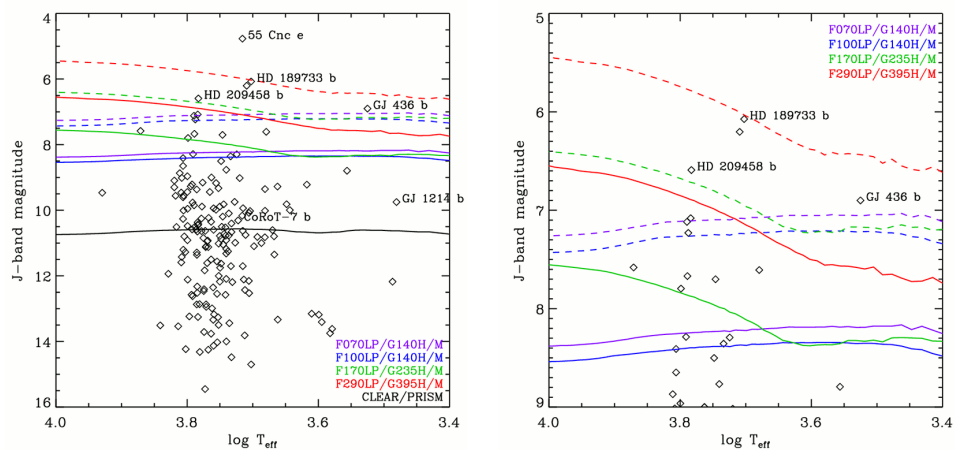 4
6
8
10
12
14
16
J-band magnitude
55 Cnc e
HD 189733 b
HD 209458 b
GJ 436 b
GJ 1214 b
CoRoT-7 b
F070LP/G140H/M
F100LP/G140H/M
F170LP/G235H/M
F290LP/G395H/M
CLEAR/PRISM
4.0
3.8
3.6
3.4
log Teff
5
6
7
8
9
J-band magnitude
F070LP/G140H/M
F100LP/G140H/M
F170LP/G235H/M
F290LP/G395H/M
HD 189733 b
HD 209458 b
GJ 436 b
4.0
3.8
3.6
3.4
log Teff